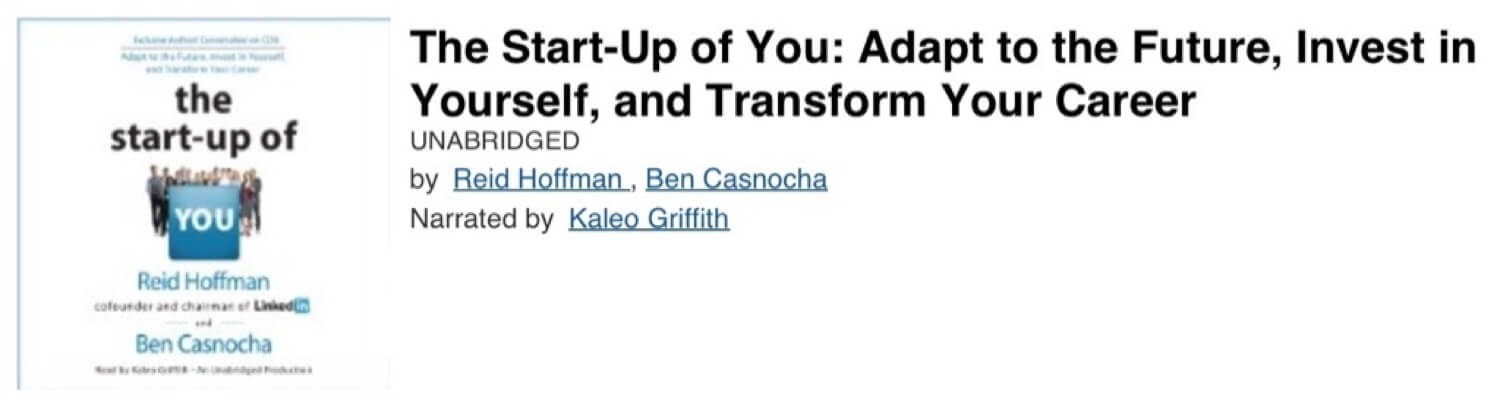 Exclusive Author Conversation on CD!
Adapt to the Future, Invest in Yourself,
and Transform Your Career
the
start-up of
YOU
Reid Hoffman
cofounder and chairman of Linkedin
and
Ben Casnocha
Read by Kaleo Griffith – An Unabridged Production
The Start-Up of You: Adapt to the Future, Invest in
Yourself, and Transform Your Career
UNABRIDGED
by Reid Hoffman , Ben Casnocha
Narrated by Kaleo Griffith